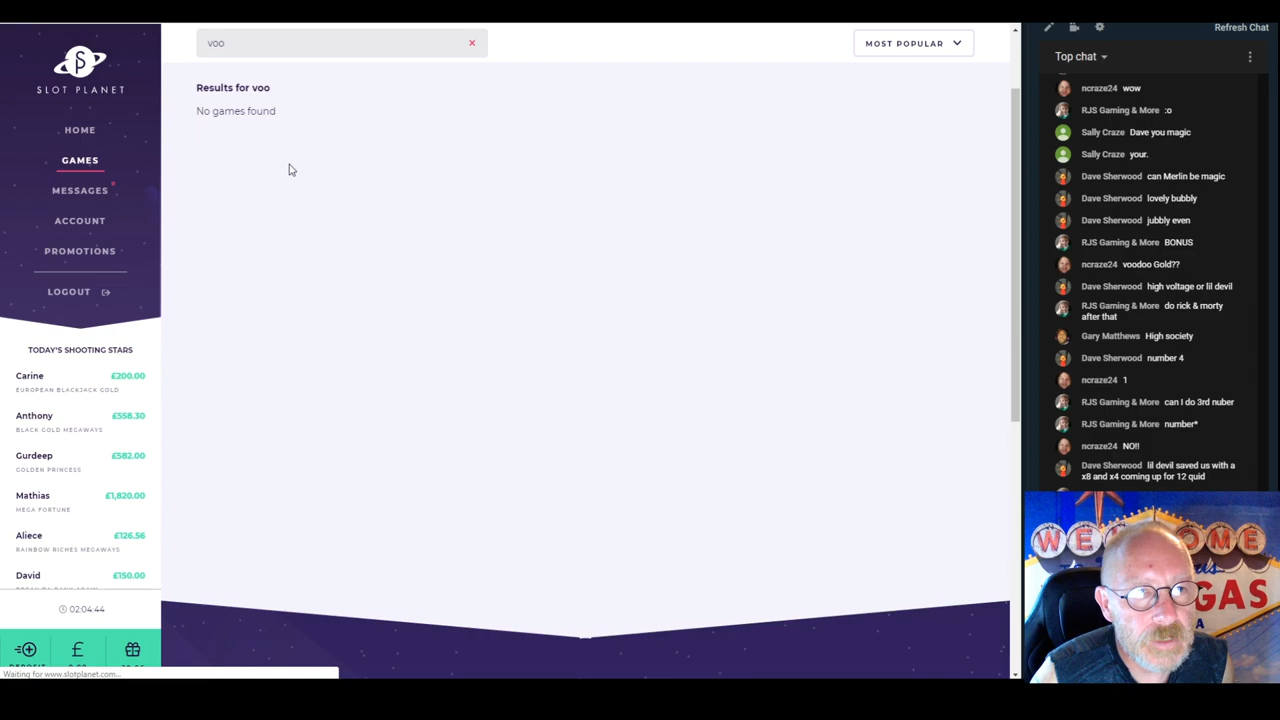 SLOT PLANET
HOME
GAMES
MESSAGES
ACCOUNT
PROMOTIONS
LOGOUT
TODAY'S SHOOTING STARS
Carine £200.00
EUROPEAN BLACKJACK GOLD
Anthony £558.30
BLACK GOLD MEGAWAYS
Gurdeep £582.00
GOLDEN PRINCESS
Mathias £1,820.00
MEGA FORTUNE
Aliece £126.56
RAINBOW RICHES MEGAWAYS
David £150.00
02:04:44
Waiting for www.slotplanet.com...
voo
MOST POPULAR
Results for voo
No games found
Refresh Chat
Top chat
ncraze24 wow
RJS Gaming & More :o
Sally Craze Dave you magic
Sally Craze your.
Dave Sherwood can Merlin be magic
Dave Sherwood lovely bubbly
Dave Sherwood jubbly even
RJS Gaming & More BONUS
ncraze24 voodoo Gold??
Dave Sherwood high voltage or lil devil
RJS Gaming & More do rick & morty
after that
Gary Matthews High society
Dave Sherwood number 4
ncraze24 1
RJS Gaming & More can I do 3rd nuber
RJS Gaming & More number*
ncraze24 NO!!
Dave Sherwood lil devil saved us with a
x8 and x4 coming up for 12 quid